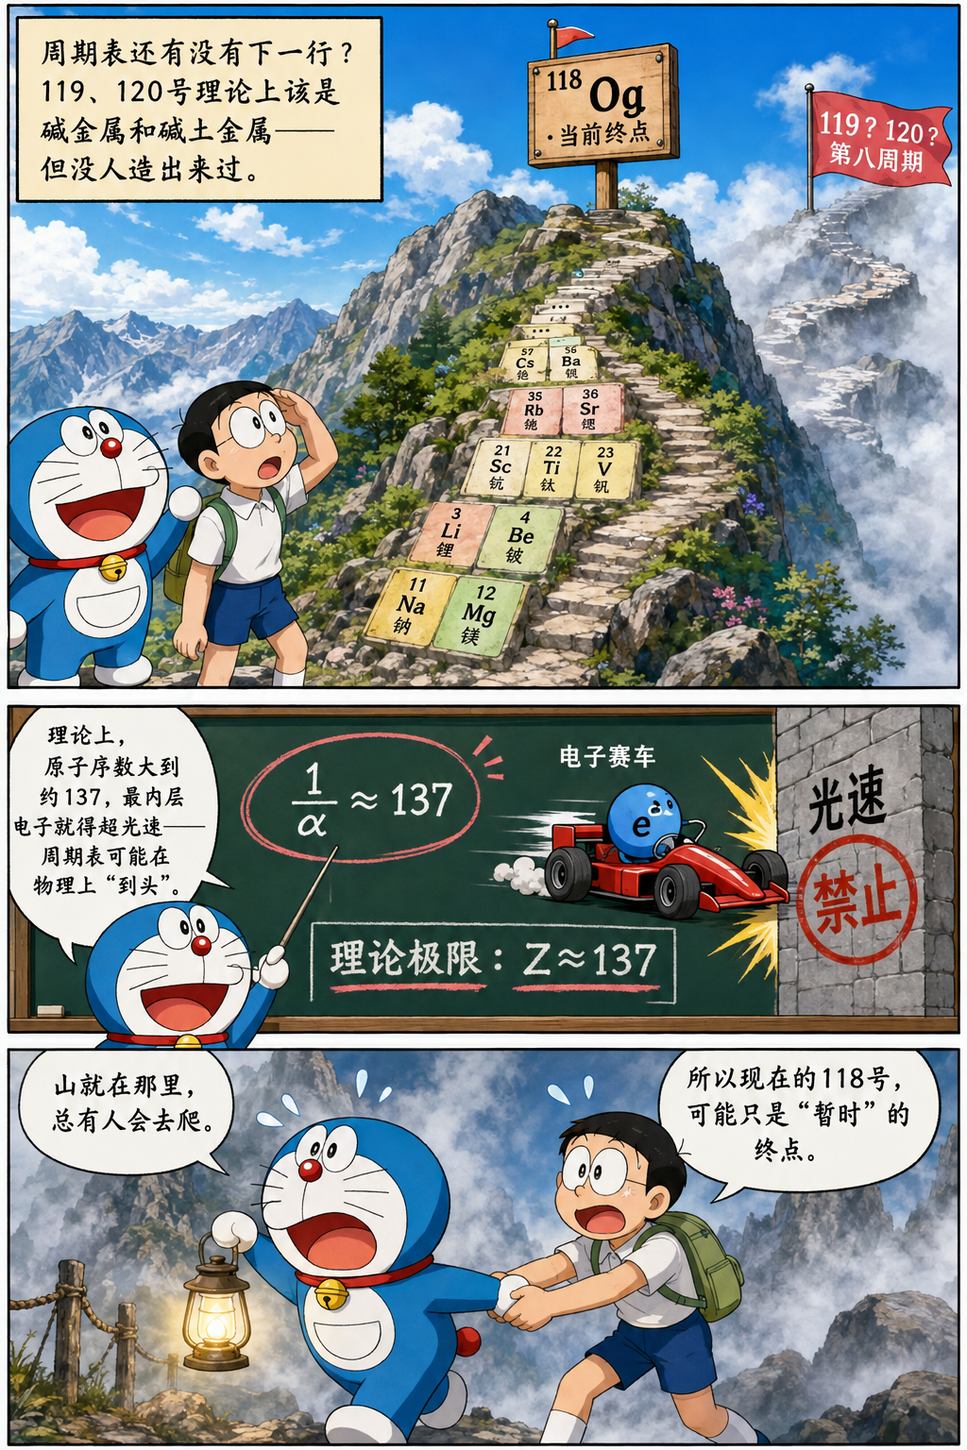 周期表还有没有下一行？
119、120号理论上该是
碱金属和碱土金属——
但没人造出来过。
118
Og
·当前终点
119？120？
第八周期
57
Cs
铯
56
Ba
钡
35
Rb
铷
36
Sr
锶
21
Sc
钪
22
Ti
钛
23
V
钒
3
Li
锂
4
Be
铍
11
Na
钠
12
Mg
镁
理论上，
原子序数大到
约137，最内层
电子就得超光速——
周期表可能在
物理上“到头”。
1/α ≈ 137
电子赛车
e
光速
禁止
理论极限：Z≈137
山就在那里，
总有人会去爬。
所以现在的118号，
可能只是“暂时”的
终点。